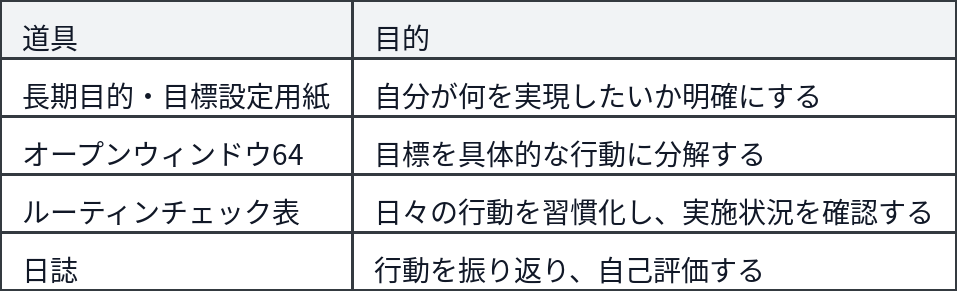 道具 目的
長期目的・目標設定用紙 自分が何を実現したいか明確にする
オープンウィンドウ64 目標を具体的な行動に分解する
ルーティンチェック表 日々の行動を習慣化し、実施状況を確認する
日誌 行動を振り返り、自己評価する